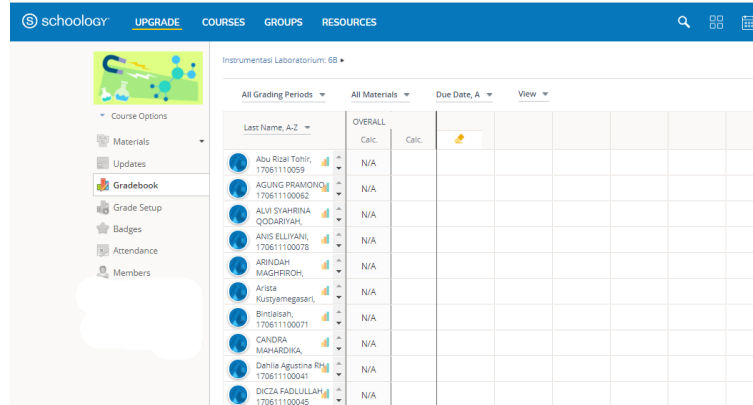 schoology®
UPGRADE COURSES GROUPS RESOURCES
Instrumentasi Laboratorium: 6B
Course Options
Materials
Updates
Gradebook
Grade Setup
Badges
Attendance
Members
All Grading Periods All Materials Due Date, A View
Last Name, A-Z OVERALL
Calc. Calc.
Abu Rizal Tohir, N/A
17061110059
AGUNG PRAMONO, N/A
170611100062
ALVI SYAHRINA N/A
QODARIYAH,
ANIS ELLIYANI, N/A
170611100078
ARINDAH N/A
MAGHFIROH,
Arista N/A
Kustyamegasari,
Bintiaisah, N/A
170611100071
CANDRA N/A
MAHARDIKA,
Dahlia Agustina RH, N/A
170611100041
DICZA FADLULLAH, N/A
170611100045